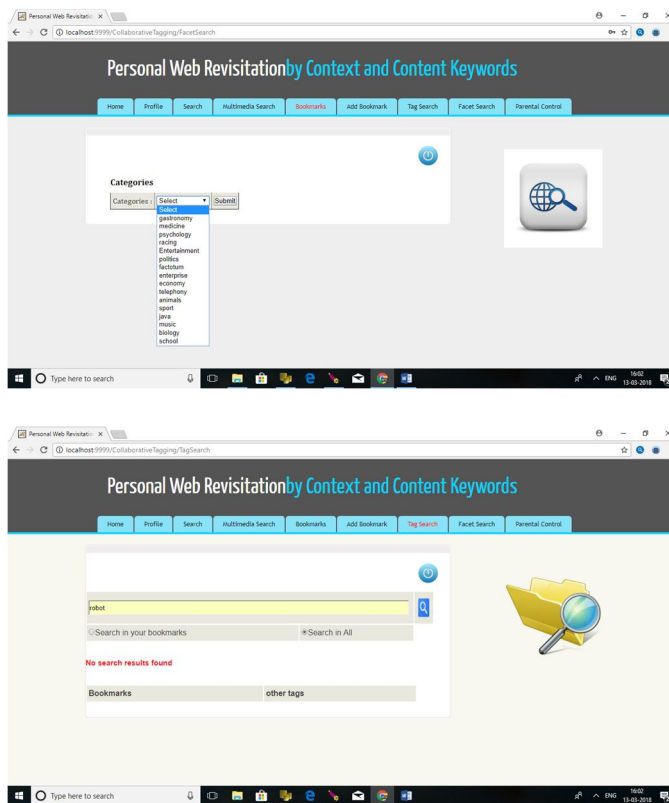 Personal Web Revisitatio
localhost:9999/CollaborativeTagging/FacetSearch
Personal Web Revisitationby Context and Content Keywords
Home Profile Search Multimedia Search Bookmarks Add Bookmark Tag Search Facet Search Parental Control
Categories
Categories : Select Submit
Select
gastronomy
medicine
psychology
racing
Entertainment
politics
factotum
enterprise
economy
telephony
animals
sport
java
music
biology
school
Type here to search ENG 16:02
13-03-2018
Personal Web Revisitatio
localhost:9999/CollaborativeTagging/TagSearch
Personal Web Revisitationby Context and Content Keywords
Home Profile Search Multimedia Search Bookmarks Add Bookmark Tag Search Facet Search Parental Control
robot
Search in your bookmarks Search in All
No search results found
Bookmarks other tags
Type here to search ENG 16:02
13-03-2018